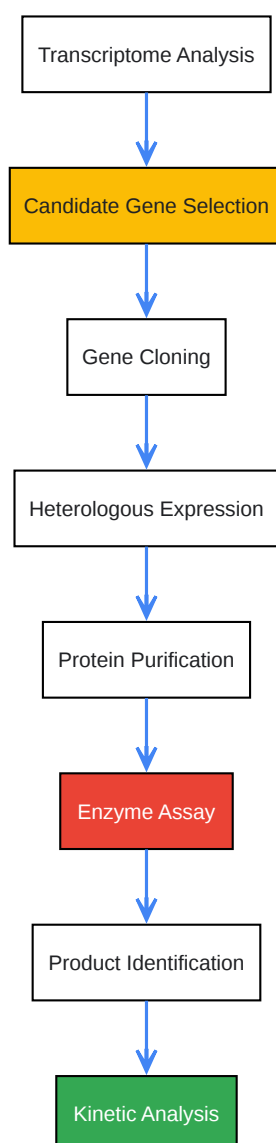 Transcriptome Analysis
Candidate Gene Selection
Gene Cloning
Heterologous Expression
Protein Purification
Enzyme Assay
Product Identification
Kinetic Analysis